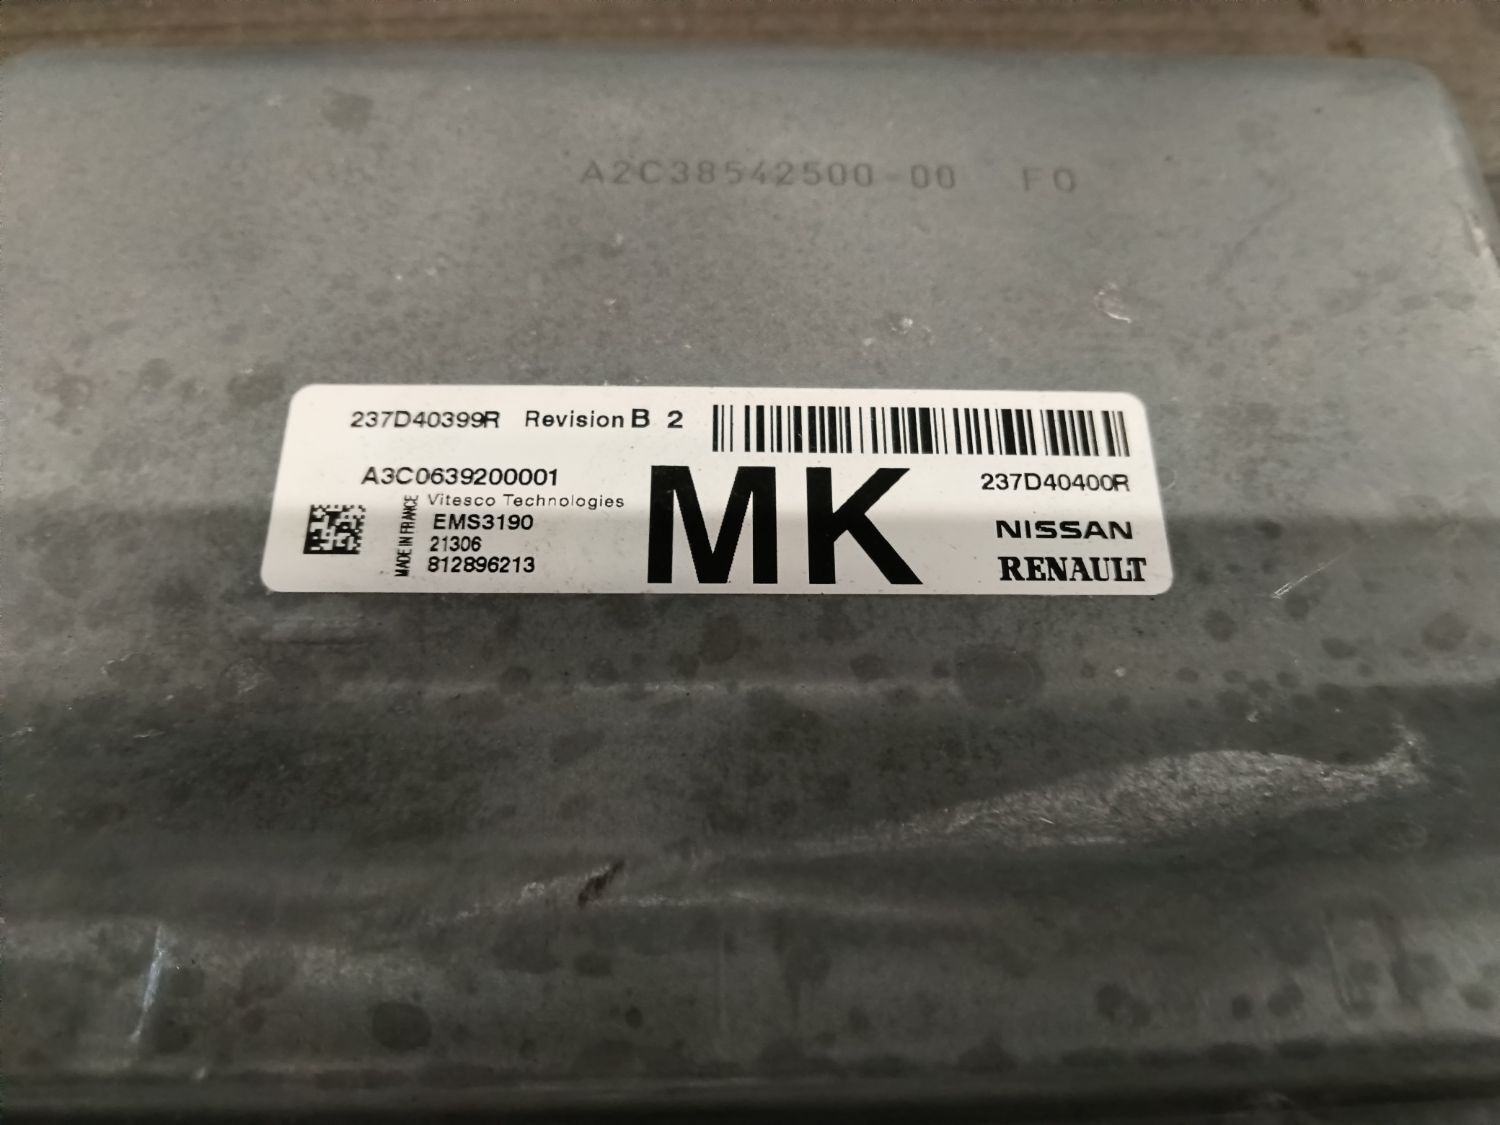 A2C38542500-00 F0
237D40399R Revision B 2
A3C0639200001
237D40400R
Vitesco Technologies
MADE IN FRANCE
EMS3190
21306
812896213
MK
NISSAN
RENAULT